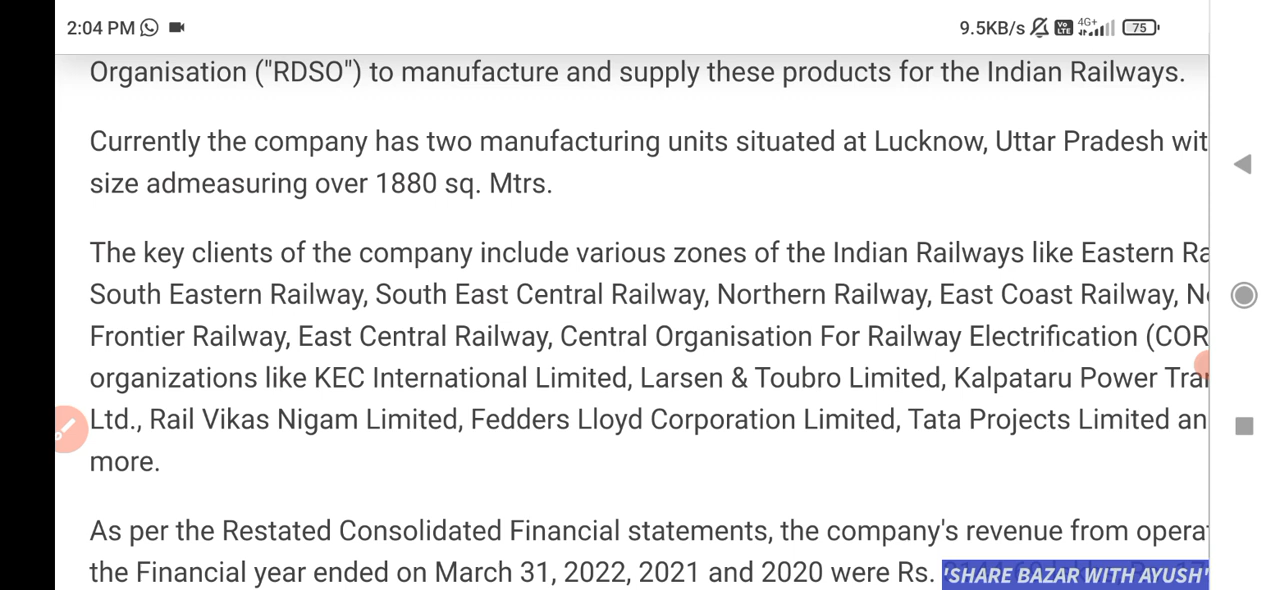 2:04 PM 9.5KB/s Vo LTE 4G+ 75
Organisation ("RDSO") to manufacture and supply these products for the Indian Railways.
Currently the company has two manufacturing units situated at Lucknow, Uttar Pradesh wit
size admeasuring over 1880 sq. Mtrs.
The key clients of the company include various zones of the Indian Railways like Eastern Ra
South Eastern Railway, South East Central Railway, Northern Railway, East Coast Railway, No
Frontier Railway, East Central Railway, Central Organisation For Railway Electrification (COR
organizations like KEC International Limited, Larsen & Toubro Limited, Kalpataru Power Tra
Ltd., Rail Vikas Nigam Limited, Fedders Lloyd Corporation Limited, Tata Projects Limited an
more.
As per the Restated Consolidated Financial statements, the company's revenue from opera
the Financial year ended on March 31, 2022, 2021 and 2020 were Rs. 'SHARE BAZAR WITH AYUSH'